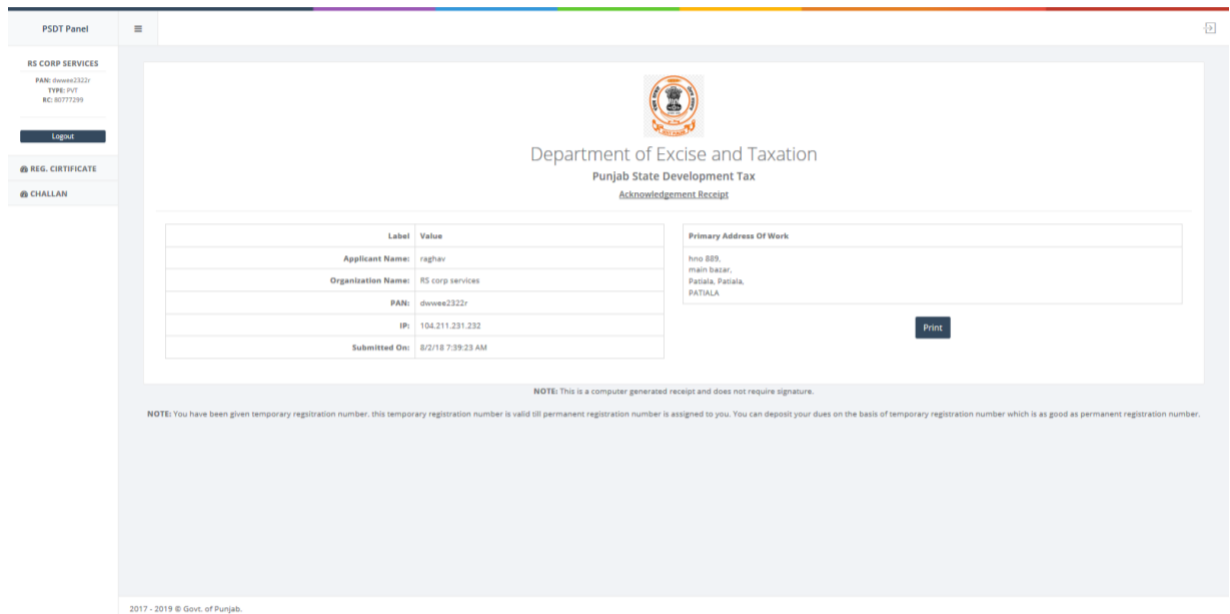 PSDT Panel
RS CORP SERVICES
PAN: dwwee2322r
TYPE: PVT
RC: 80777299
Logout
REG. CIRTIFICATE
CHALLAN
Department of Excise and Taxation
Punjab State Development Tax
Acknowledgement Receipt
Label Value
Applicant Name: raghav
Organization Name: RS corp services
PAN: dwwee2322r
IP: 104.211.231.232
Submitted On: 8/2/18 7:39:23 AM
Primary Address Of Work
hno 889,
main bazar,
Patiala, Patiala,
PATIALA
Print
NOTE: This is a computer generated receipt and does not require signature.
NOTE: You have been given temporary regsitration number. this temporary registration number is valid till permanent registration number is assigned to you. You can deposit your dues on the basis of temporary registration number which is as good as permanent registration number.
2017 - 2019 © Govt. of Punjab.